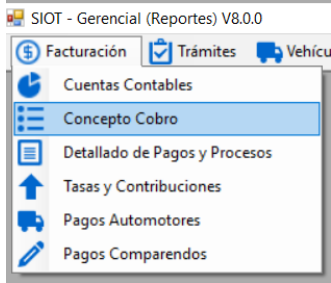 SIOT - Gerencial (Reportes) V8.0.0
Facturación Trámites
Cuentas Contables
Concepto Cobro
Detallado de Pagos y Procesos
Tasas y Contribuciones
Pagos Automotores
Pagos Comparendos